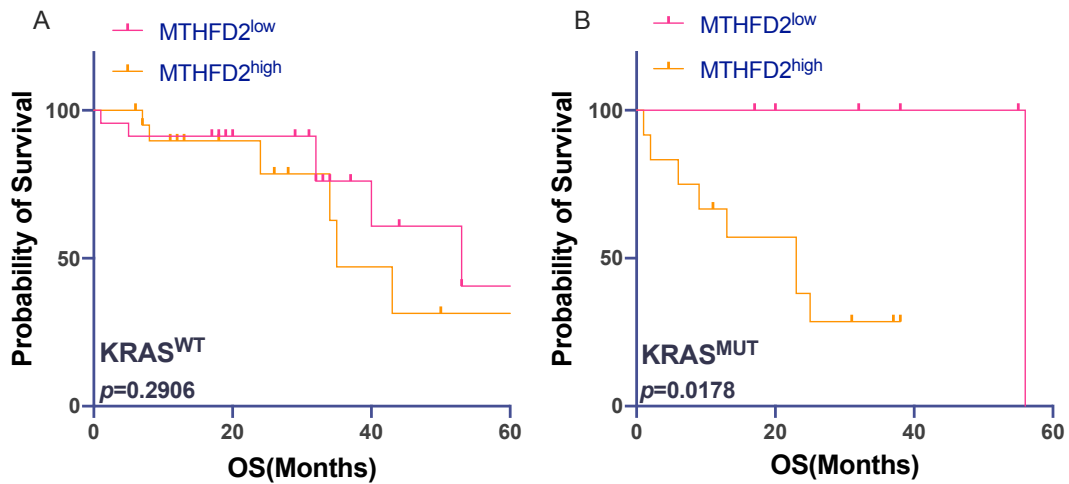 A
MTHFD2low
MTHFD2high
Probability of Survival
100
50
0
KRASWT
p=0.2906
0 20 40 60
OS(Months)
B
MTHFD2low
MTHFD2high
Probability of Survival
100
50
0
KRASMUT
p=0.0178
0 20 40 60
OS(Months)